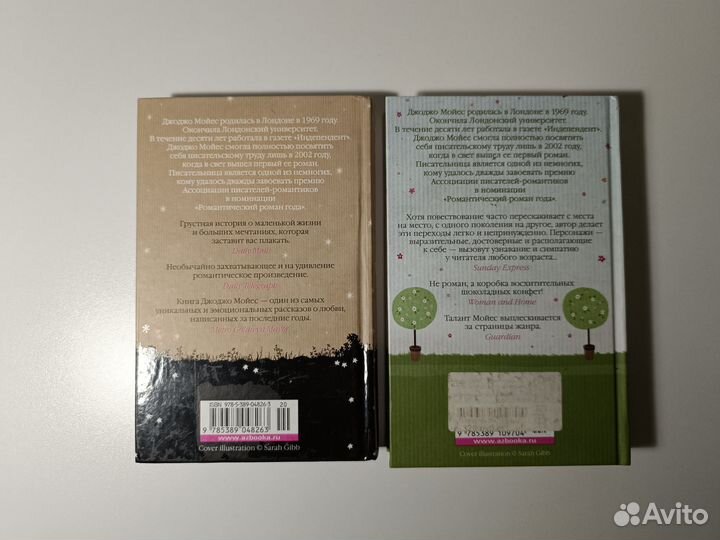 Джоджо Мойес родилась в Лондоне в 1969 году.
Окончила Лондонский университет.
В течение десяти лет работала в газете «Индепендент».
Джоджо Мойес смогла полностью посвятить
себя писательскому труду лишь в 2002 году,
когда в свет вышел первый ее роман.
Писательница является одной из немногих,
кому удалось дважды завоевать премию
Ассоциации писателей-романтиков
в номинации
«Романтический роман года».
Грустная история о маленькой жизни
и больших мечтаниях, которая
заставит вас плакать.
Daily Mail
Необычайно захватывающее и на удивление
романтическое произведение.
Daily Telegraph
Книга Джоджо Мойес — один из самых
уникальных и эмоциональных рассказов о любви,
написанных за последние годы.
ISBN 978-5-389-04826-3
20
9 785389 048263
www.azbooka.ru
Cover illustration © Sarah Gibb
Джоджо Мойес родилась в Лондоне в 1969 году.
Окончила Лондонский университет.
В течение десяти лет работала в газете «Индепендент».
Джоджо Мойес смогла полностью посвятить
себя писательскому труду лишь в 2002 году,
когда в свет вышел ее первый роман.
Писательница является одной из немногих,
кому удалось дважды завоевать премию
Ассоциации писателей-романтиков
в номинации
«Романтический роман года».
Хотя повествование часто перескакивает с места
на место, с одного поколения на другое, автор делает
эти переходы легко и непринужденно. Персонажи —
выразительные, достоверные и располагающие
к себе — вызовут узнавание и симпатию
у читателя любого возраста...
Sunday Express
Не роман, а коробка восхитительных
шоколадных конфет!
Woman and Home
Талант Мойес выплескивается
за страницы жанра.
Guardian
9 785389 109704
www.azbooka.ru
Cover illustration © Sarah Gibb
Avito